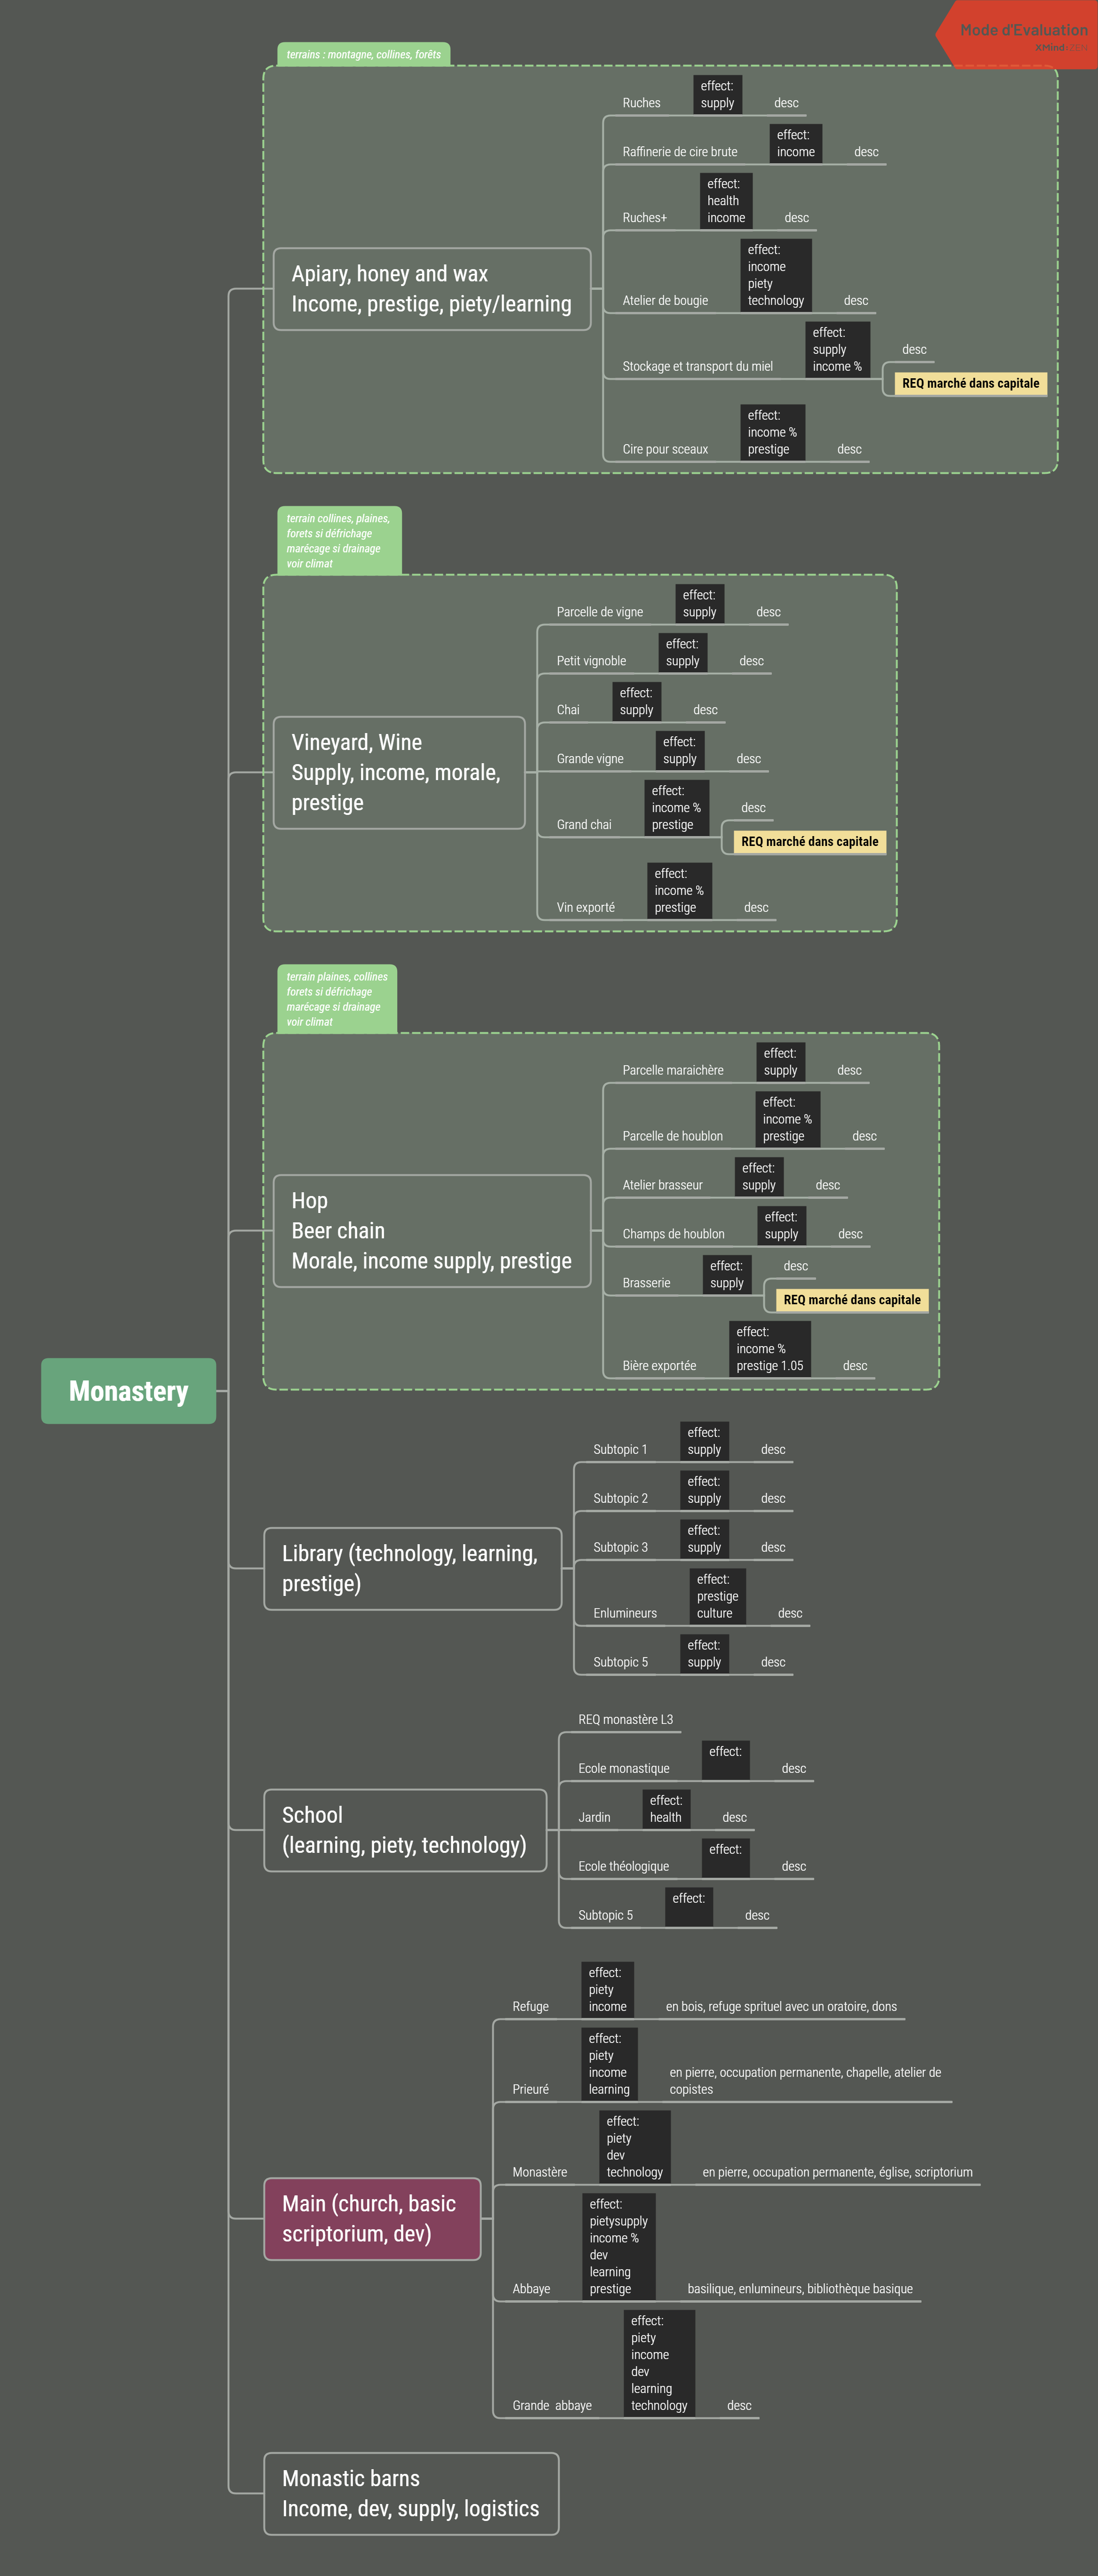 Mode d'Evaluation
XMind: ZEN
terrains : montagne, collines, forêts
Ruches
effect:
supply
desc
Raffinerie de cire brute
effect:
income
desc
Ruches+
effect:
health
income
desc
Apiary, honey and wax
Income, prestige, piety/learning
Atelier de bougie
effect:
income
piety
technology
desc
Stockage et transport du miel
effect:
supply
income %
desc
REQ marché dans capitale
Cire pour sceaux
effect:
income %
prestige
desc
terrain collines, plaines,
forets si défrichage
marécage si drainage
voir climat
Parcelle de vigne
effect:
supply
desc
Petit vignoble
effect:
supply
desc
Chai
effect:
supply
desc
Vineyard, Wine
Supply, income, morale,
prestige
Grande vigne
effect:
supply
desc
Grand chai
effect:
income %
prestige
desc
REQ marché dans capitale
Vin exporté
effect:
income %
prestige
desc
terrain plaines, collines
forets si défrichage
marécage si drainage
voir climat
Parcelle maraichère
effect:
supply
desc
Parcelle de houblon
effect:
income %
prestige
desc
Atelier brasseur
effect:
supply
desc
Hop
Beer chain
Morale, income supply, prestige
Champs de houblon
effect:
supply
desc
Brasserie
effect:
supply
desc
REQ marché dans capitale
Bière exportée
effect:
income %
prestige 1.05
desc
Monastery
Subtopic 1
effect:
supply
desc
Subtopic 2
effect:
supply
desc
Library (technology, learning,
prestige)
Subtopic 3
effect:
supply
desc
Enlumineurs
effect:
prestige
culture
desc
Subtopic 5
effect:
supply
desc
REQ monastère L3
Ecole monastique
effect:
desc
School
(learning, piety, technology)
Jardin
effect:
health
desc
Ecole théologique
effect:
desc
Subtopic 5
effect:
desc
Refuge
effect:
piety
income
en bois, refuge sprituel avec un oratoire, dons
Prieuré
effect:
piety
income
learning
en pierre, occupation permanente, chapelle, atelier de
copistes
Monastère
effect:
piety
dev
technology
en pierre, occupation permanente, église, scriptorium
Main (church, basic
scriptorium, dev)
Abbaye
effect:
pietysupply
income %
dev
learning
prestige
basilique, enlumineurs, bibliothèque basique
Grande  abbaye
effect:
piety
income
dev
learning
technology
desc
Monastic barns
Income, dev, supply, logistics